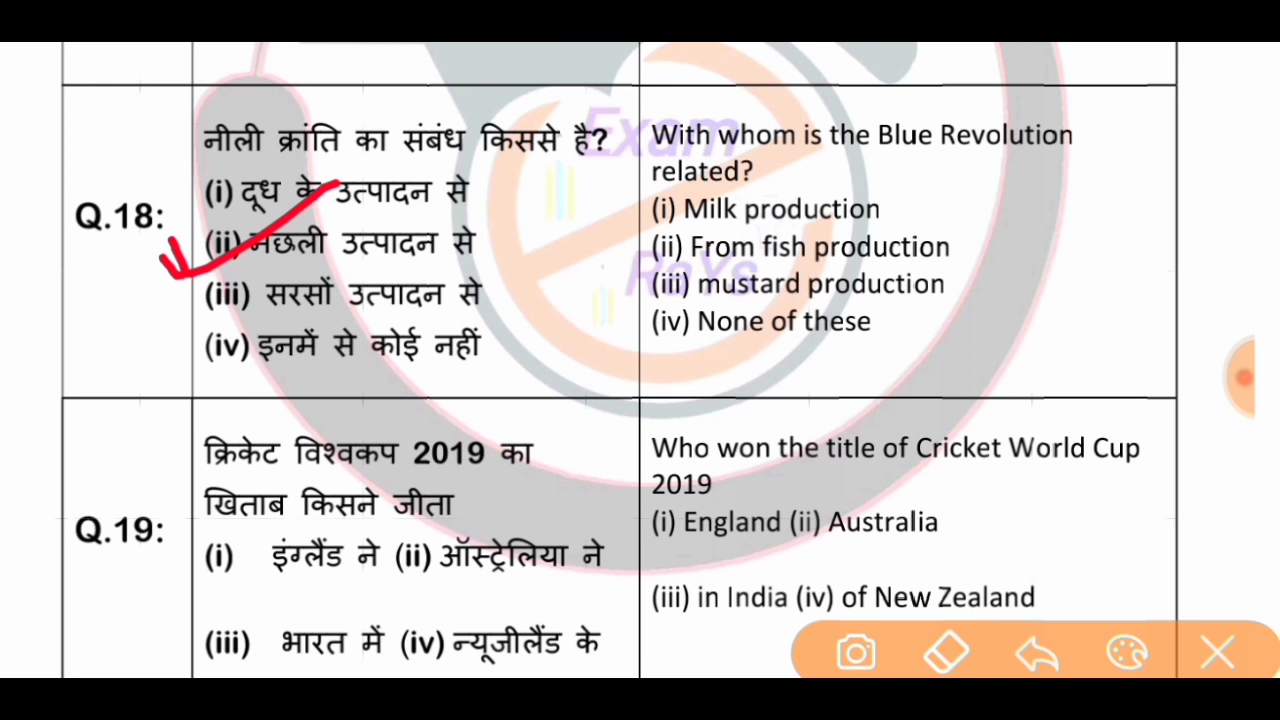 Q.18:
नीली क्रांति का संबंध किससे है?
(i) दूध के उत्पादन से
(ii) मछली उत्पादन से
(iii) सरसों उत्पादन से
(iv) इनमें से कोई नहीं
With whom is the Blue Revolution
related?
(i) Milk production
(ii) From fish production
(iii) mustard production
(iv) None of these
Exam
RaYs
Q.19:
क्रिकेट विश्वकप 2019 का
खिताब किसने जीता
(i) इंग्लैंड ने (ii) ऑस्ट्रेलिया ने
(iii) भारत में (iv) न्यूजीलैंड के
Who won the title of Cricket World Cup
2019
(i) England (ii) Australia
(iii) in India (iv) of New Zealand